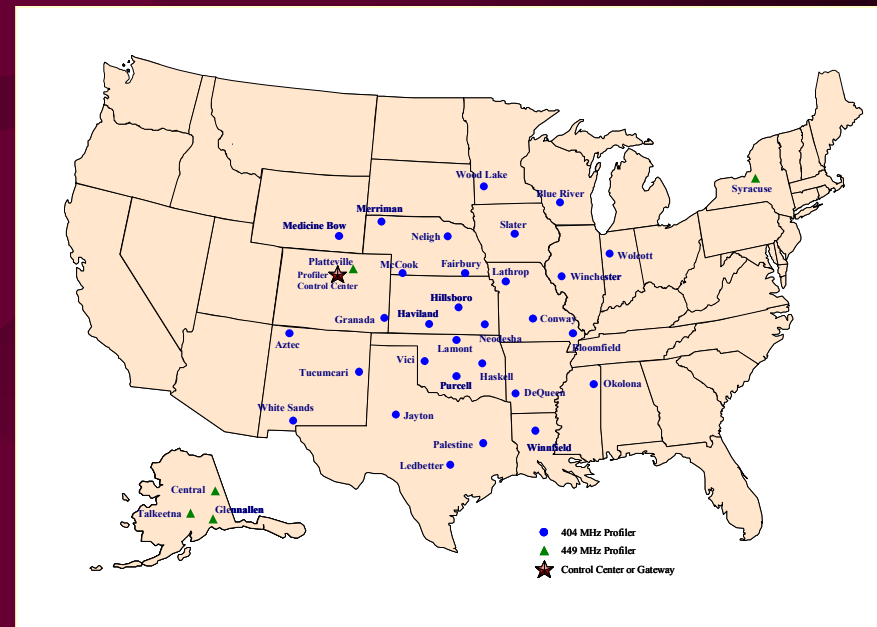 Wood Lake
Syracuse
Blue River
Merriman
Medicine Bow
Neligh
Slater
Wolcott
Platteville
McCook
Fairbury
Lathrop
Winchester
Profiler
Control Center
Hillsboro
Granada
Haviland
Conway
Neodesha
Aztec
Lamont
Bloomfield
Vici
Tucumcari
Haskell
Purcell
Okolona
DeQueen
White Sands
Jayton
Palestine
Winnfield
Ledbetter
Central
Talkeetna
Glennallen
404 MHz Profiler
449 MHz Profiler
Control Center or Gateway